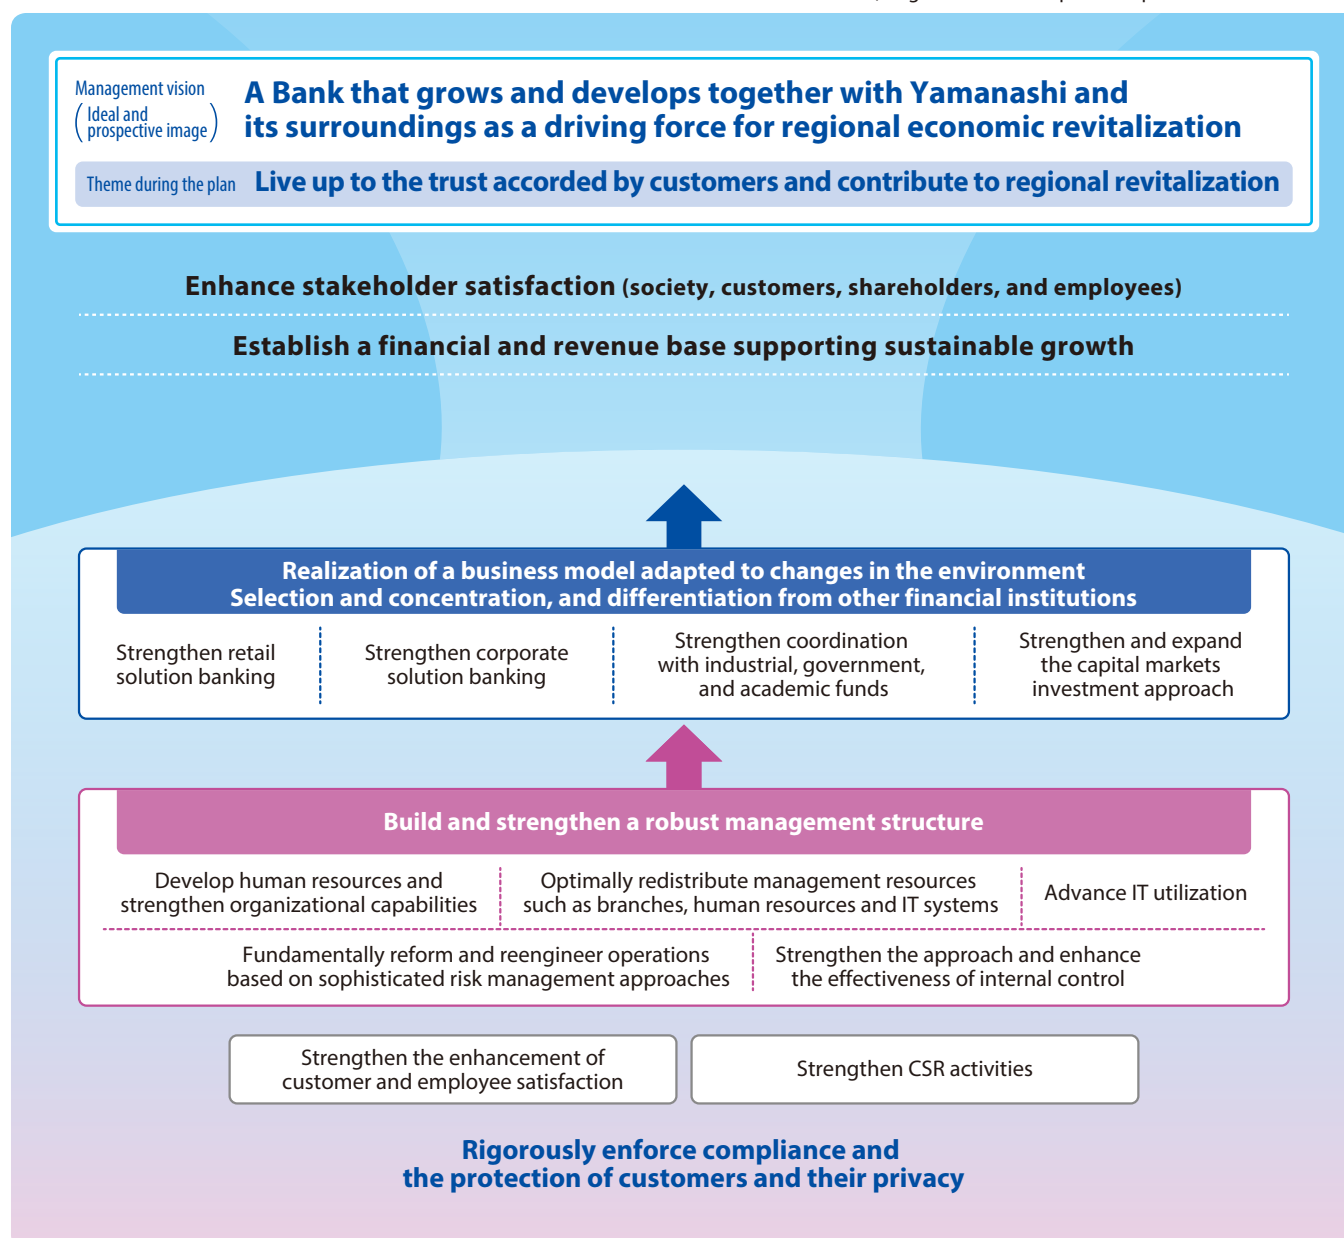 Management vision
Ideal and
prospective image
A Bank that grows and develops together with Yamanashi and
its surroundings as a driving force for regional economic revitalization
Theme during the plan Live up to the trust accorded by customers and contribute to regional revitalization
Enhance stakeholder satisfaction (society, customers, shareholders, and employees)
Establish a financial and revenue base supporting sustainable growth
Realization of a business model adapted to changes in the environment
Selection and concentration, and differentiation from other financial institutions
Strengthen retail
solution banking
Strengthen corporate
solution banking
Strengthen coordination
with industrial, government,
and academic funds
Strengthen and expand
the capital markets
investment approach
Build and strengthen a robust management structure
Develop human resources and
strengthen organizational capabilities
Optimally redistribute management resources
such as branches, human resources and IT systems
Advance IT utilization
Fundamentally reform and reengineer operations
based on sophisticated risk management approaches
Strengthen the approach and enhance
the effectiveness of internal control
Strengthen the enhancement of
customer and employee satisfaction
Strengthen CSR activities
Rigorously enforce compliance and
the protection of customers and their privacy